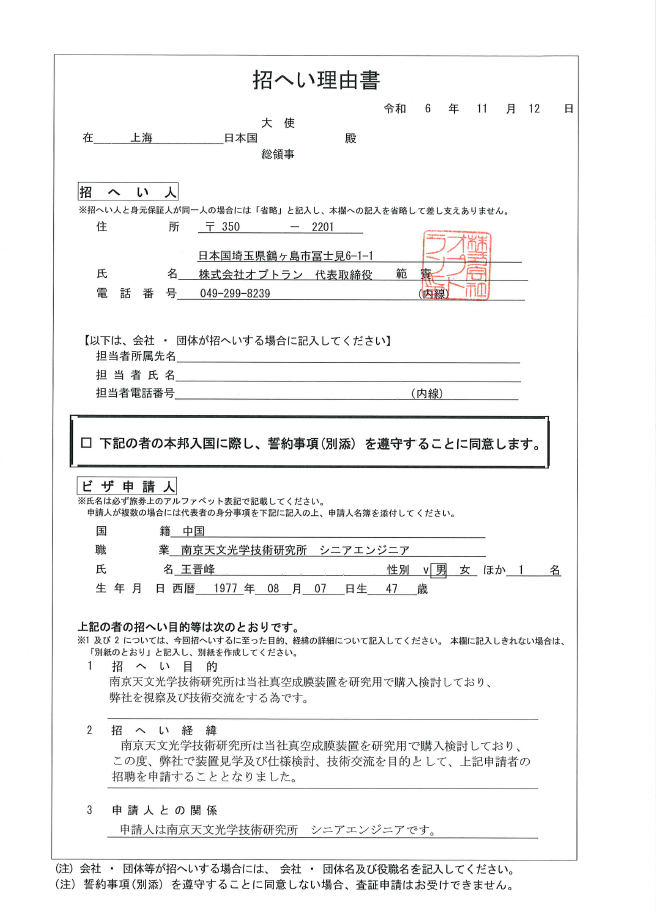 招へい理由書
令和 6 年 11 月 12 日
大 使
在 上海 日本国 殿
総領事
招 へ い 人
※招へい人と身元保証人が同一人の場合には「省略」と記入し、本欄への記入を省略して差し支えありません。
住 所 〒 350 － 2201
日本国埼玉県鶴ヶ島市冨士見6-1-1
氏 名 株式会社オプトラン 代表取締役 範 賓
電 話 番 号 049-299-8239 (内線)
株式会社オプトラン
【以下は、会社 ・ 団体が招へいする場合に記入してください】
担当者所属先名
担 当 者 氏 名
担当者電話番号 (内線)
□ 下記の者の本邦入国に際し、誓約事項(別添) を遵守することに同意します。
ビ ザ 申 請 人
※氏名は必ず旅券上のアルファベット表記で記載してください。
申請人が複数の場合には代表者の身分事項を下記に記入の上、申請人名簿を添付してください。
国 籍 中国
職 業 南京天文光学技術研究所 シニアエンジニア
氏 名 王晋峰 性別 v 男 女 ほか 1 名
生 年 月 日 西暦 1977 年 08 月 07 日生 47 歳
上記の者の招へい目的等は次のとおりです。
※1 及び 2 については、今回招へいするに至った目的、経緯の詳細について記入してください。 本欄に記入しきれない場合は、
「別紙のとおり」と記入し、別紙を作成してください。
1 招 へ い 目 的
南京天文光学技術研究所は当社真空成膜装置を研究用で購入検討しており、
弊社を視察及び技術交流をする為です。
2 招 へ い 経 緯
南京天文光学技術研究所は当社真空成膜装置を研究用で購入検討しており、
この度、弊社で装置見学及び仕様検討、技術交流を目的として、上記申請者の
招聘を申請することとなりました。
3 申 請 人 と の 関 係
申請人は南京天文光学技術研究所 シニアエンジニアです。
(注) 会社 ・ 団体等が招へいする場合には、 会社 ・ 団体名及び役職名を記入してください。
(注) 誓約事項(別添) を遵守することに同意しない場合、査証申請はお受けできません。